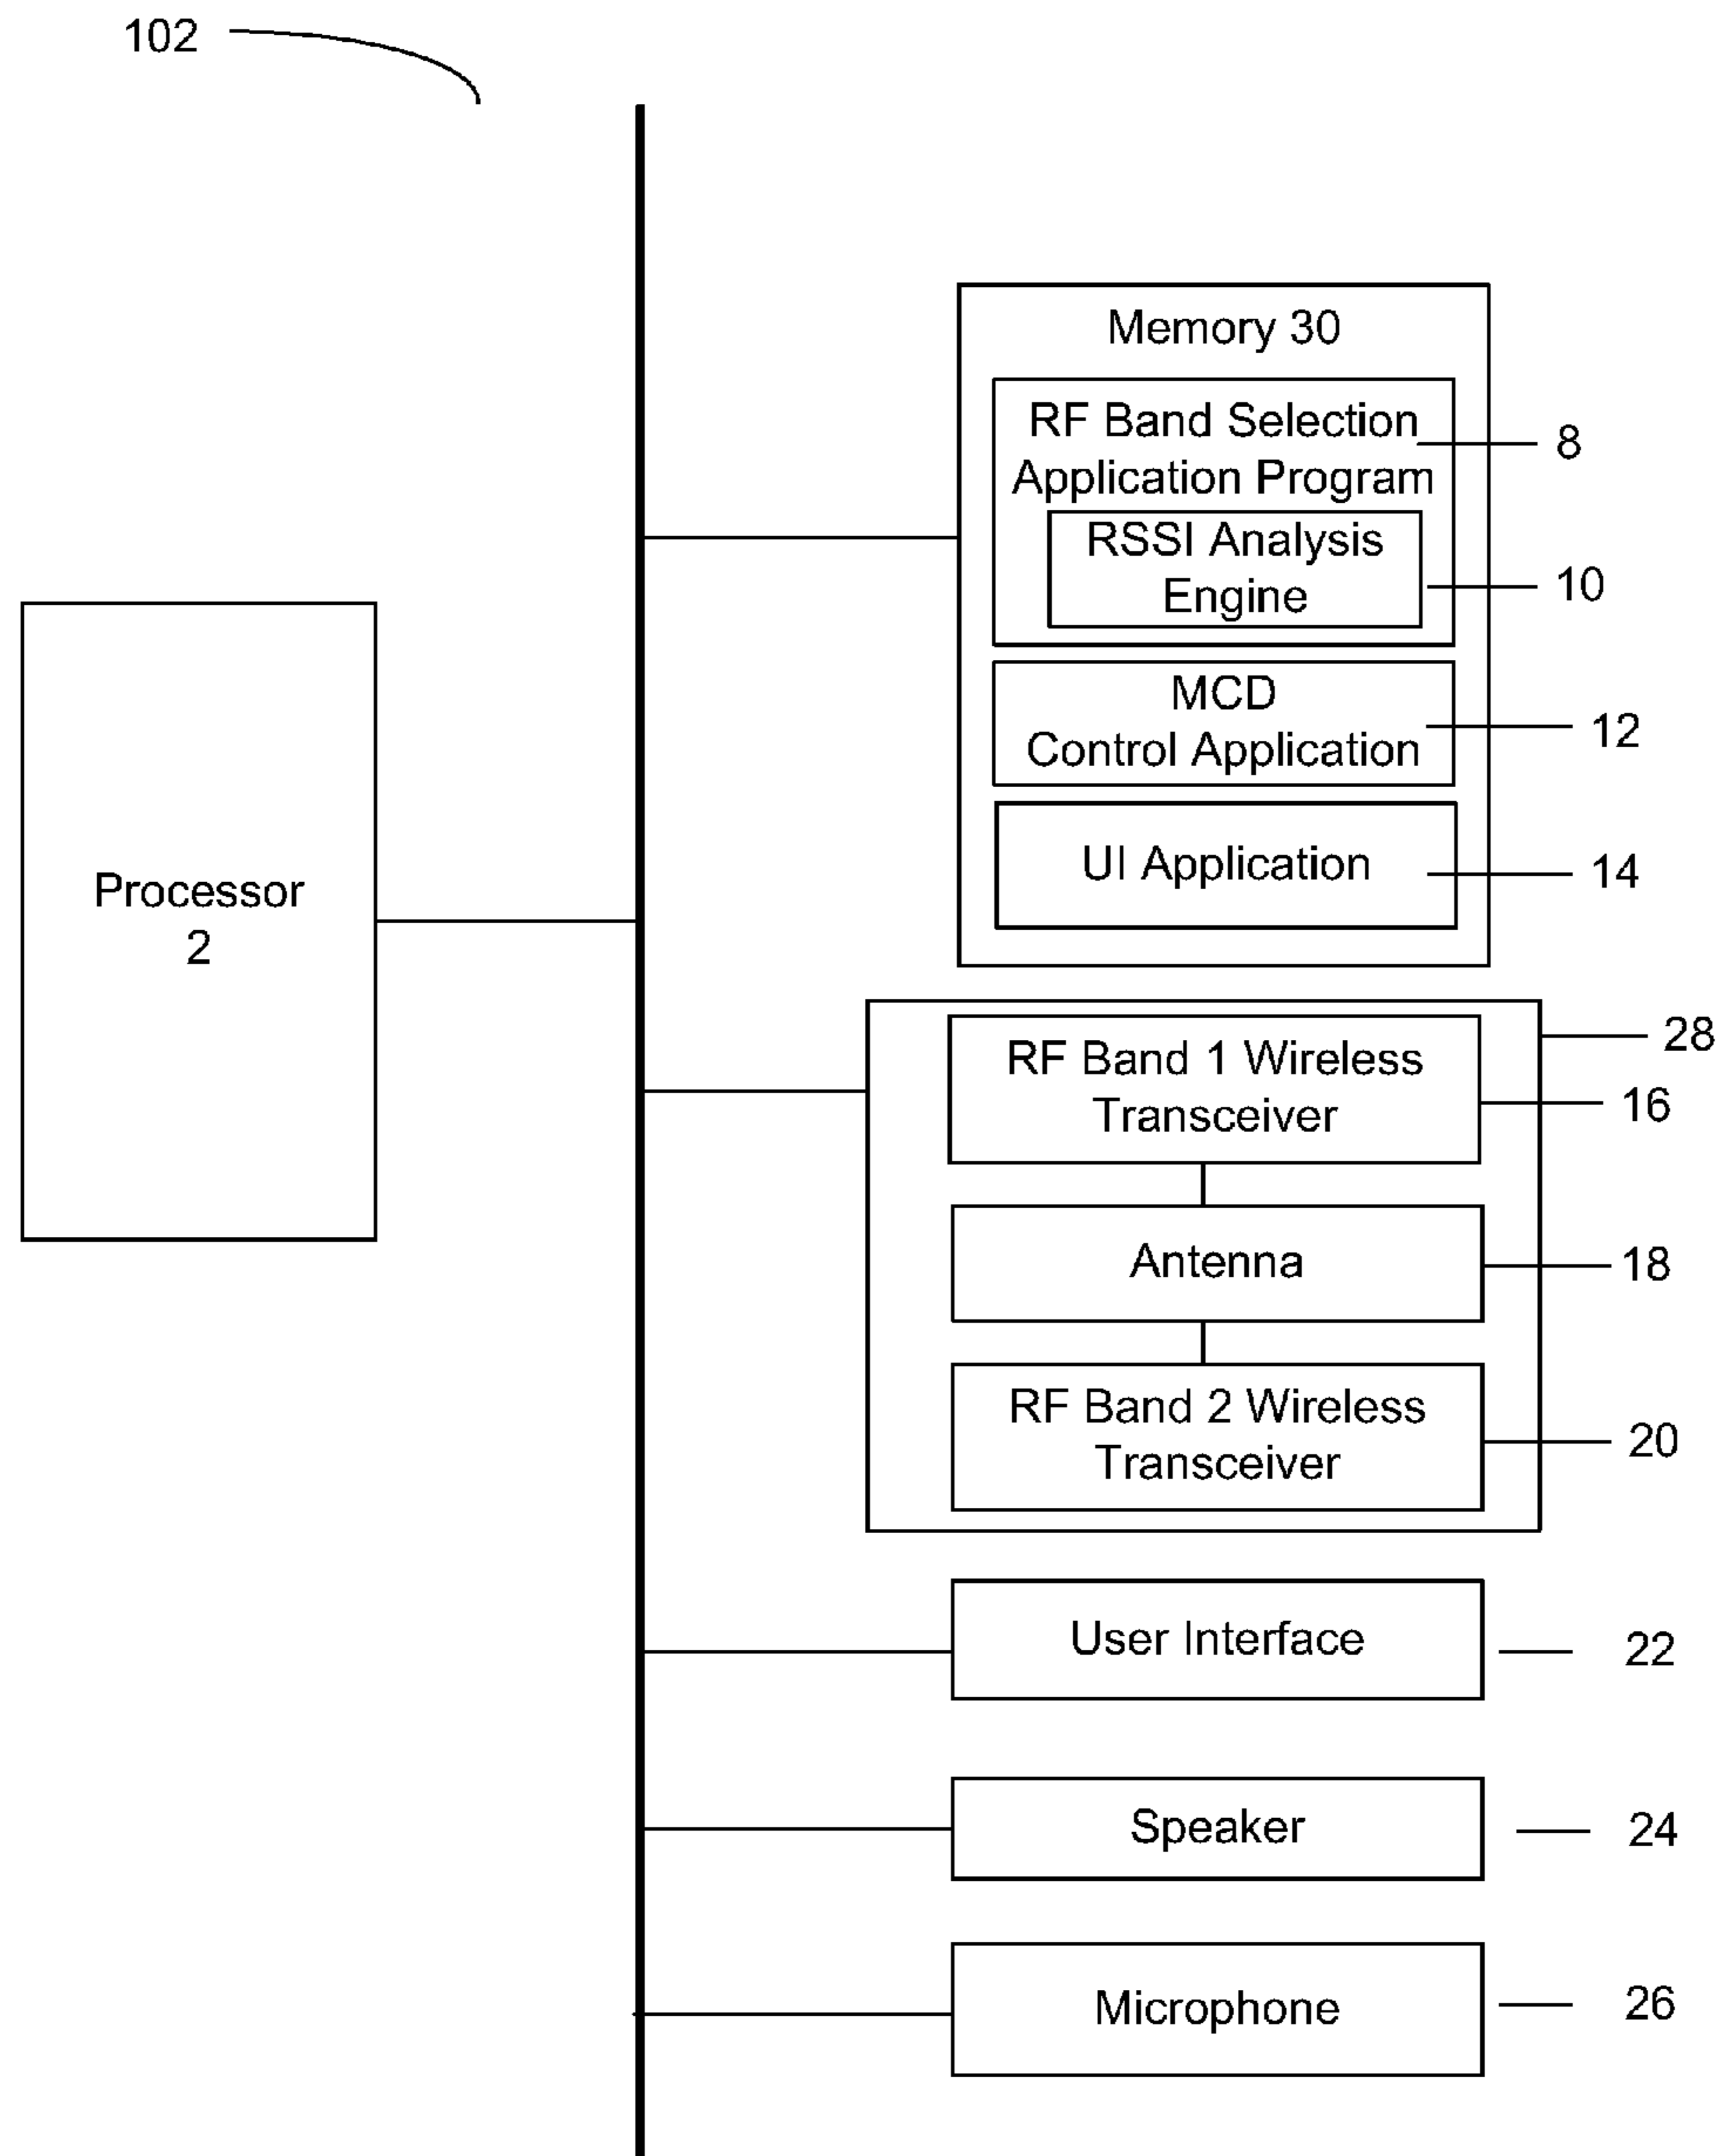 102
Memory 30
RF Band Selection
Application Program
8
RSSI Analysis
Engine
10
MCD
Control Application
12
UI Application
14
Processor
2
28
RF Band 1 Wireless
Transceiver
16
Antenna
18
RF Band 2 Wireless
Transceiver
20
User Interface
22
Speaker
24
Microphone
26